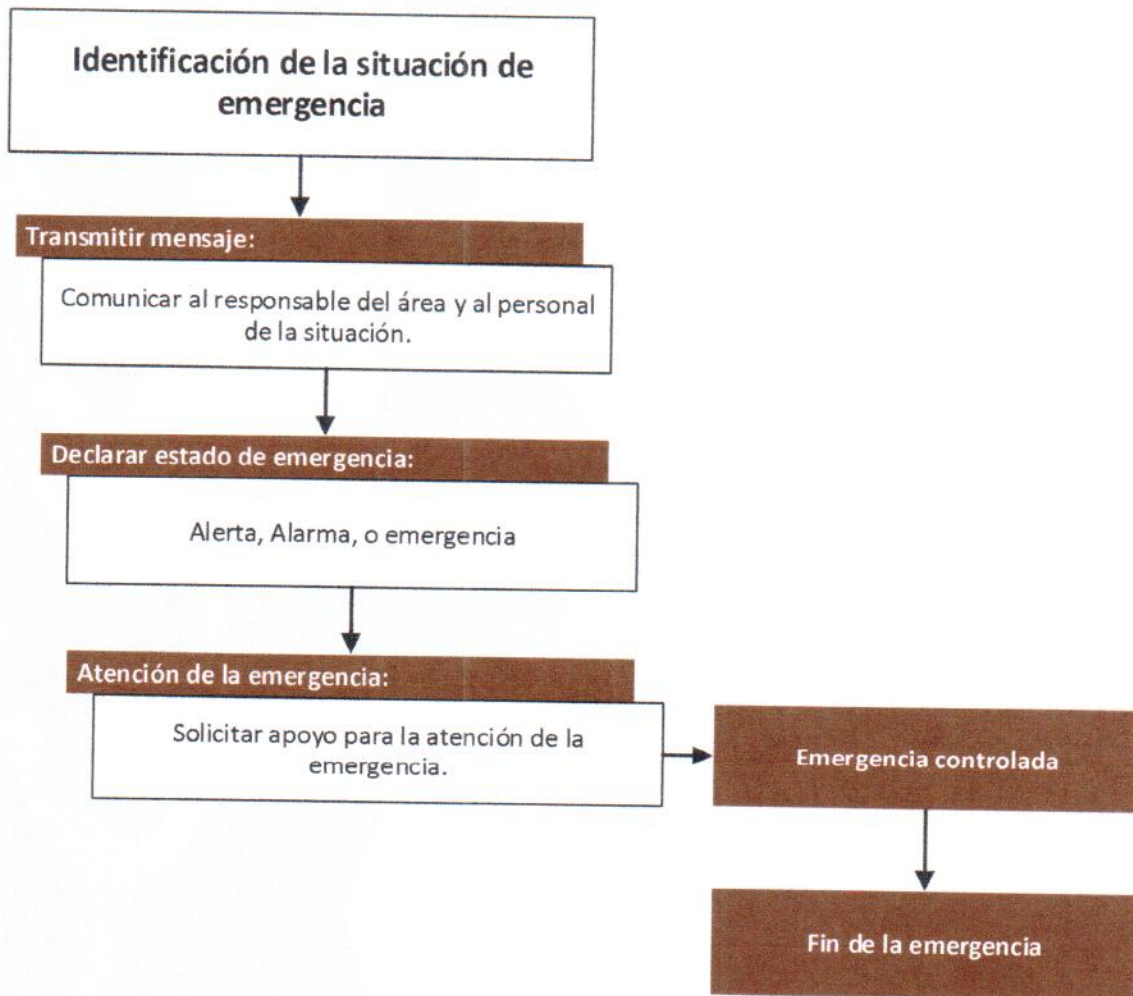 Identificación de la situación de
emergencia
Transmitir mensaje:
Comunicar al responsable del área y al personal
de la situación.
Declarar estado de emergencia:
Alerta, Alarma, o emergencia
Atención de la emergencia:
Solicitar apoyo para la atención de la
emergencia.
Emergencia controlada
Fin de la emergencia